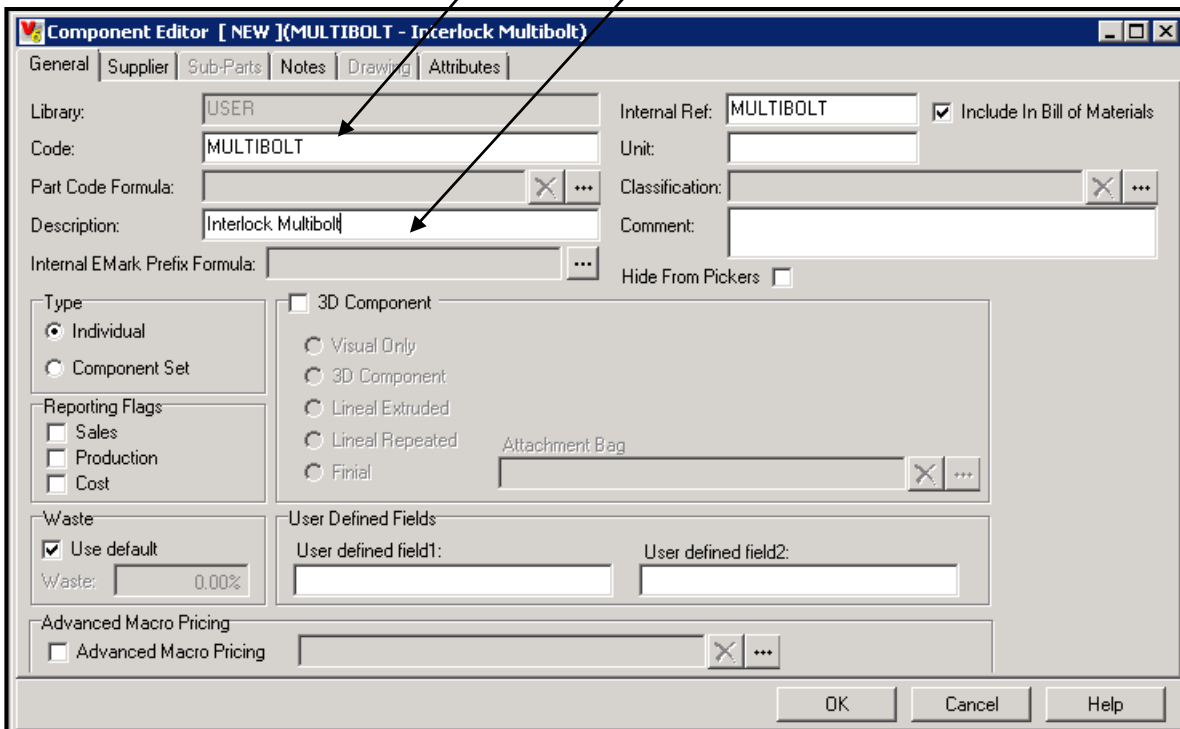 Component Editor [ NEW ](MULTIBOLT - Interlock Multibolt)
General Supplier Sub-Parts Notes Drawing Attributes
Library: USER Internal Ref: MULTIBOLT Include In Bill of Materials
Code: MULTIBOLT Unit:
Part Code Formula: ... Classification: ...
Description: Interlock Multibolt Comment:
Internal EMark Prefix Formula: ...
Hide From Pickers
Type 3D Component
Individual
Visual Only
Component Set
3D Component
Reporting Flags
Lineal Extruded
Sales
Lineal Repeated Attachment Bag
Production
Finial ...
Cost
Waste User Defined Fields
Use default User defined field1: User defined field2:
Waste: 0.00%
Advanced Macro Pricing
Advanced Macro Pricing ...
OK Cancel Help